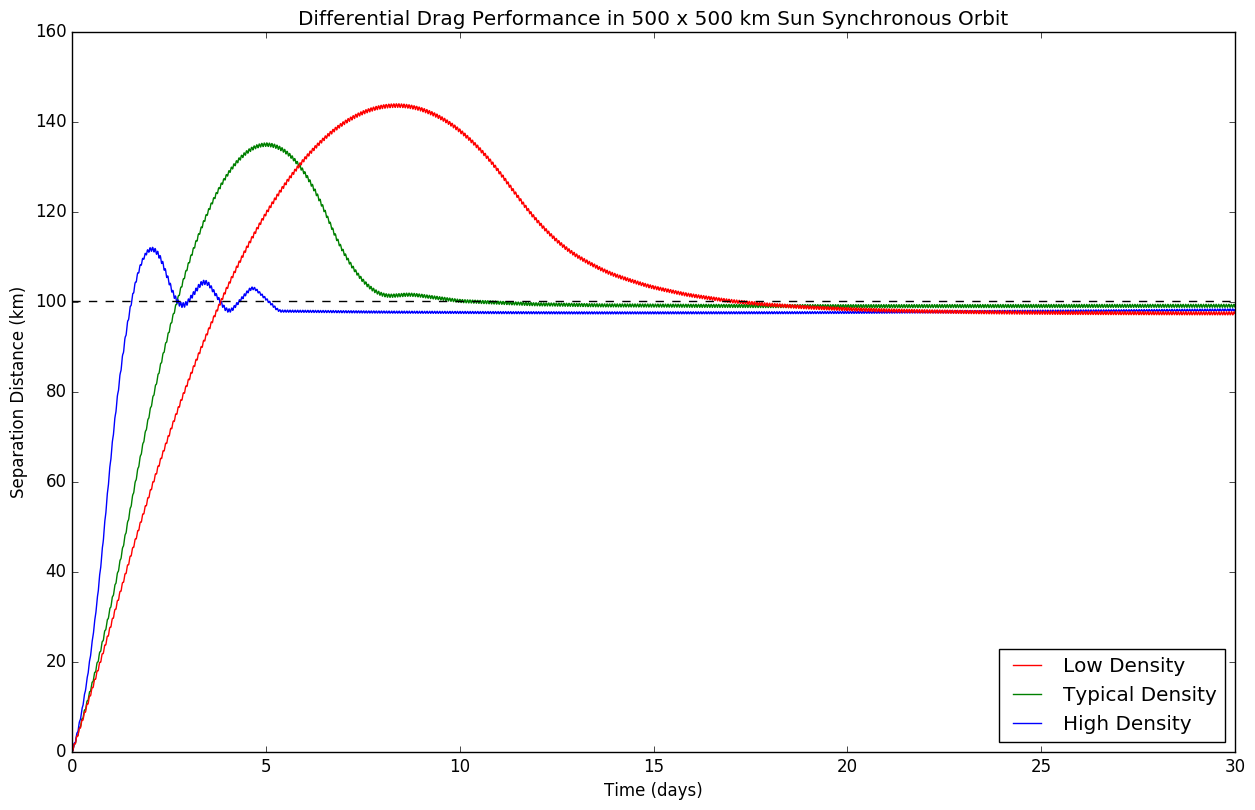 Differential Drag Performance in 500 x 500 km Sun Synchronous Orbit
160
140
120
100
80
60
40
20
0
Separation Distance (km)
Low Density
Typical Density
High Density
0 5 10 15 20 25 30
Time (days)